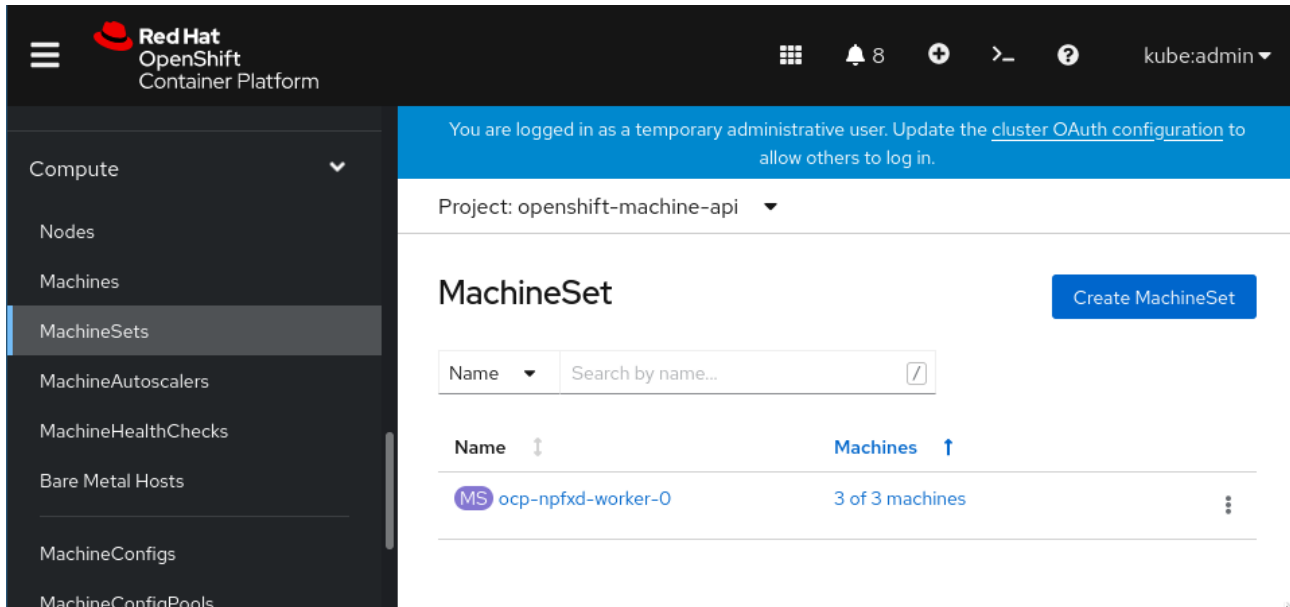 Red Hat
OpenShift
Container Platform
8
kube:admin
You are logged in as a temporary administrative user. Update the cluster OAuth configuration to
allow others to log in.
Compute
Nodes
Machines
MachineSets
MachineAutoscalers
MachineHealthChecks
Bare Metal Hosts
MachineConfigs
MachineConfigPools
Project: openshift-machine-api
MachineSet
Create MachineSet
Name
Search by name...
/
Name
Machines
MS ocp-npfxd-worker-0
3 of 3 machines